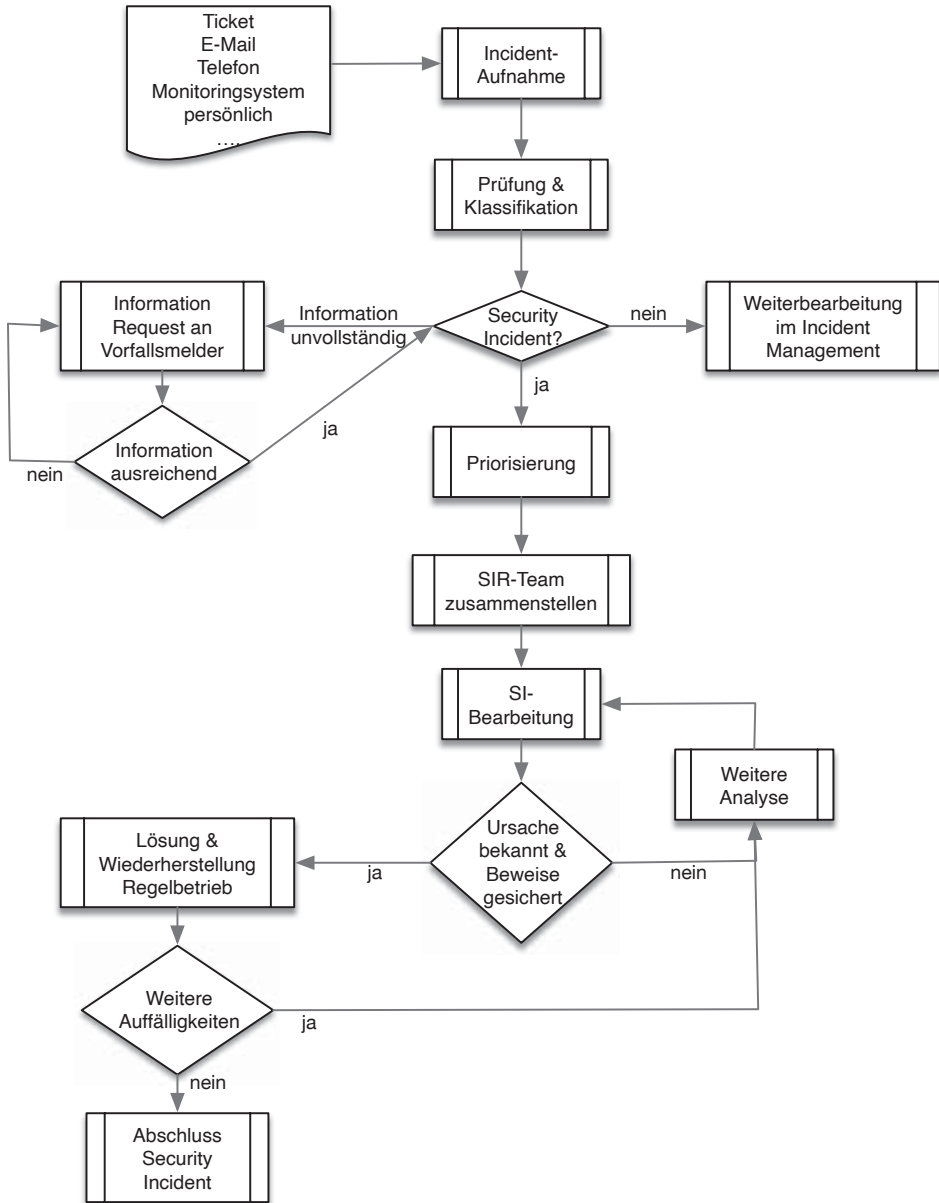 Ticket
E-Mail
Telefon
Monitoringsystem
persönlich
....
Incident-
Aufnahme
Prüfung &
Klassifikation
Security
Incident?
Information
unvollständig
Information
Request an
Vorfallsmelder
nein
Weiterbearbeitung
im Incident
Management
ja
Information
ausreichend
nein
ja
Priorisierung
SIR-Team
zusammenstellen
SI-
Bearbeitung
Weitere
Analyse
Ursache
bekannt &
Beweise
gesichert
ja
nein
Lösung &
Wiederherstellung
Regelbetrieb
Weitere
Auffälligkeiten
ja
nein
Abschluss
Security
Incident